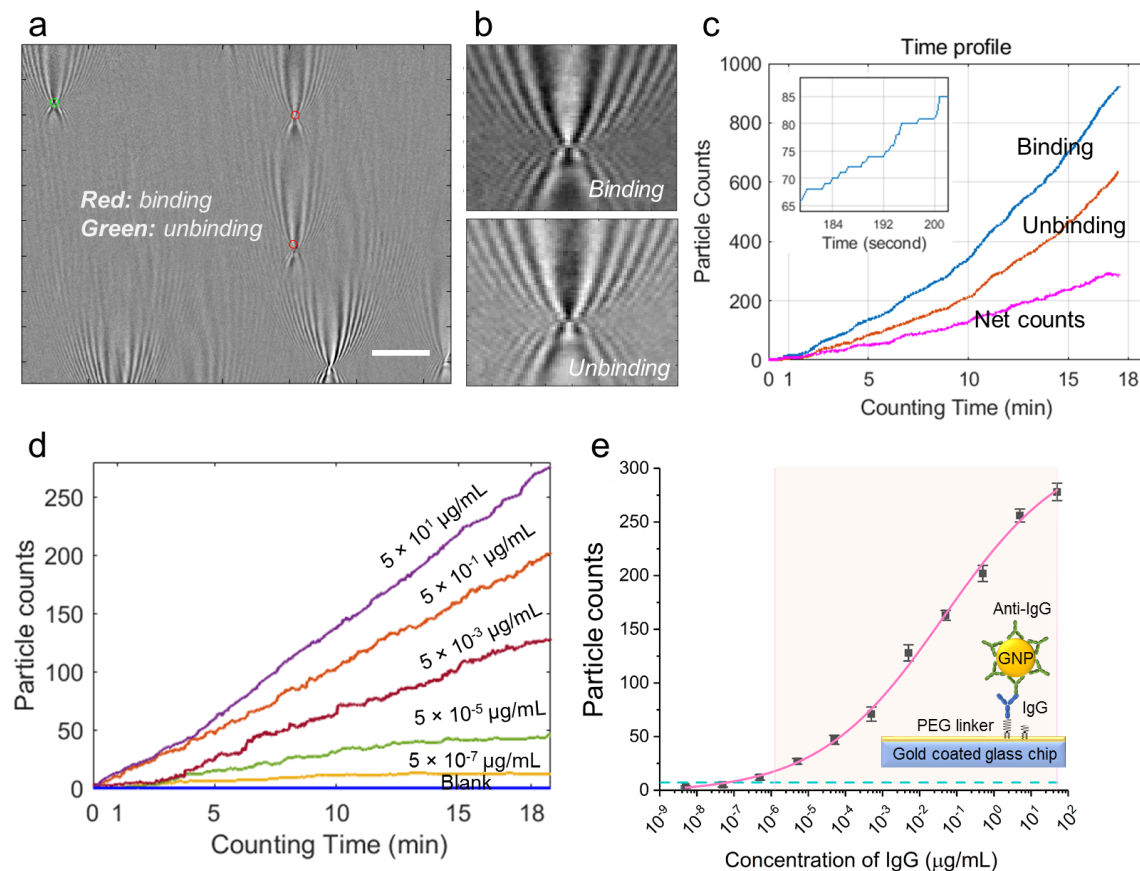 a
Red: binding
Green: unbinding
b
Binding
Unbinding
c
Time profile
Particle Counts
1000
800
600
400
200
0
0 1 5 10 15 18
Counting Time (min)
85
80
75
70
65
184 192 200
Time (second)
Binding
Unbinding
Net counts
d
Particle counts
250
200
150
100
50
0
0 1 5 10 15 18
Counting Time (min)
5 × 10¹ µg/mL
5 × 10⁻¹ µg/mL
5 × 10⁻³ µg/mL
5 × 10⁻⁵ µg/mL
5 × 10⁻⁷ µg/mL
Blank
e
Particle counts
300
250
200
150
100
50
0
10⁻⁹ 10⁻⁸ 10⁻⁷ 10⁻⁶ 10⁻⁵ 10⁻⁴ 10⁻³ 10⁻² 10⁻¹ 10⁰ 10¹ 10²
Concentration of IgG (µg/mL)
Anti-IgG
GNP
IgG
PEG linker
Gold coated glass chip